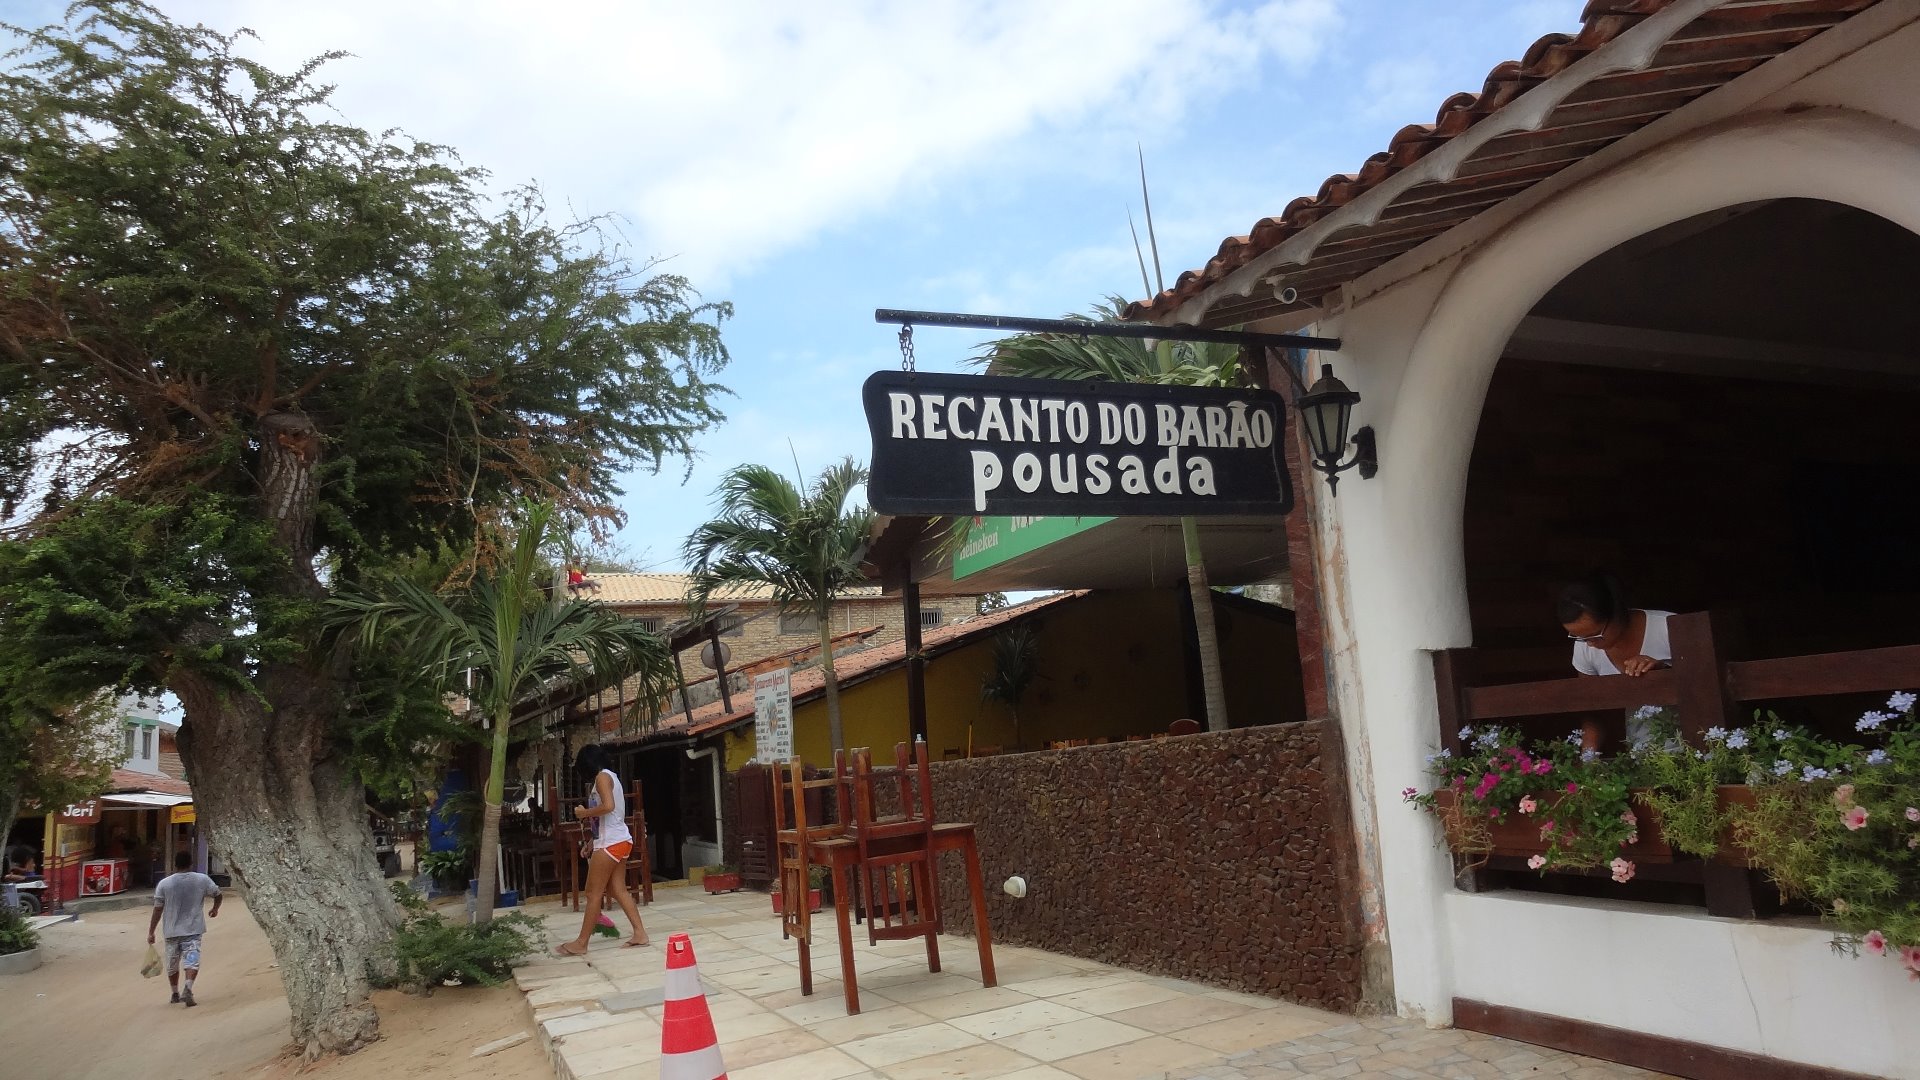 RECANTO DO BARÃO
pousada
Heineken
Jeri